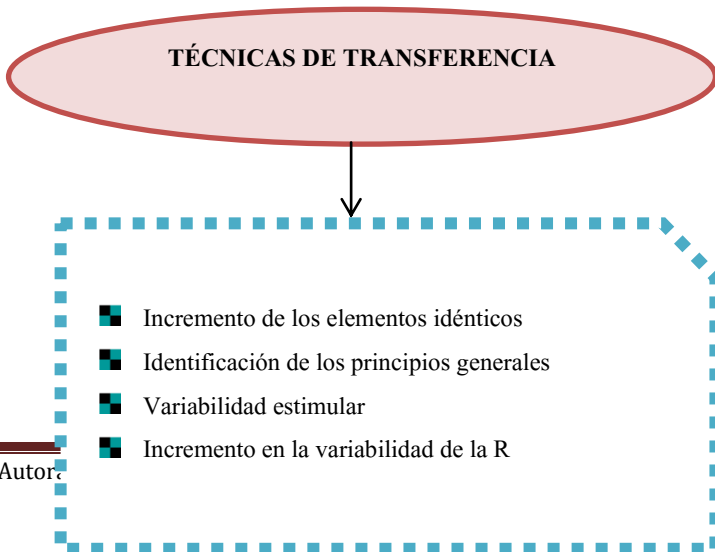 TÉCNICAS DE TRANSFERENCIA
Incremento de los elementos idénticos
Identificación de los principios generales
Variabilidad estimular
Incremento en la variabilidad de la R